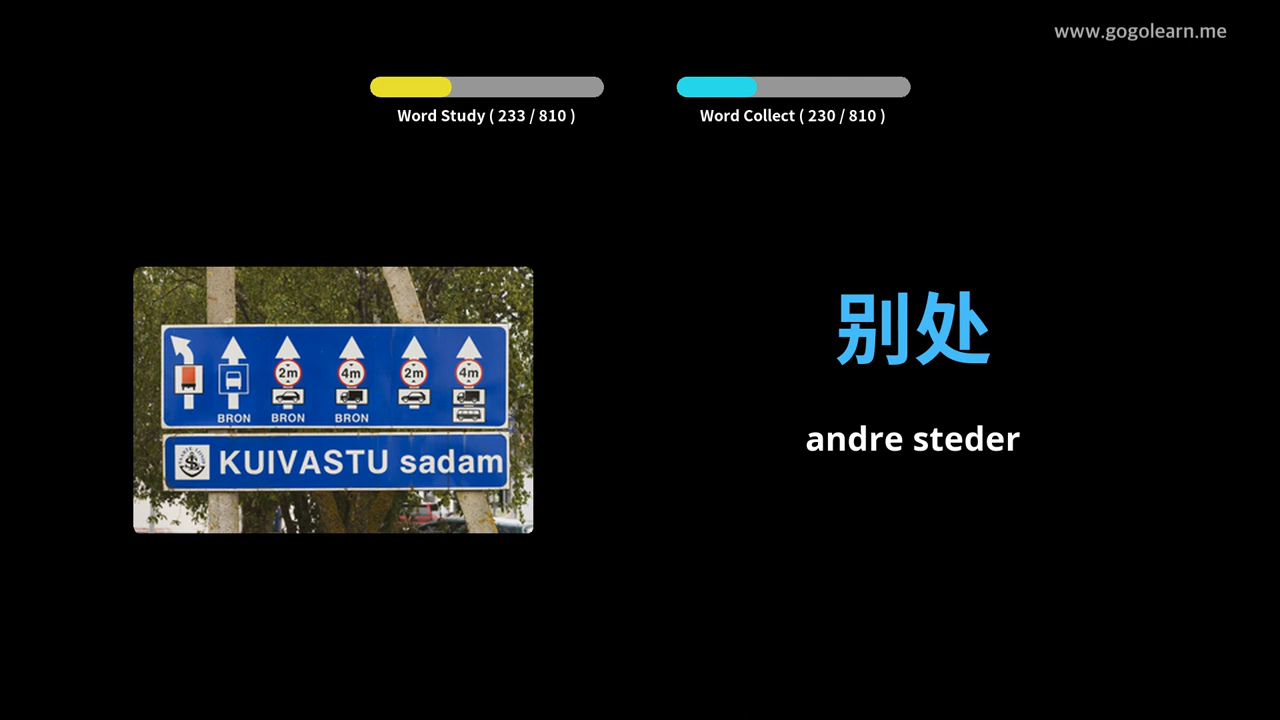 www.gogolearn.me
Word Study ( 233 / 810 )
Word Collect ( 230 / 810 )
2m 4m 2m 4m
BRON BRON BRON
KUIVASTU sadam
别处
andre steder